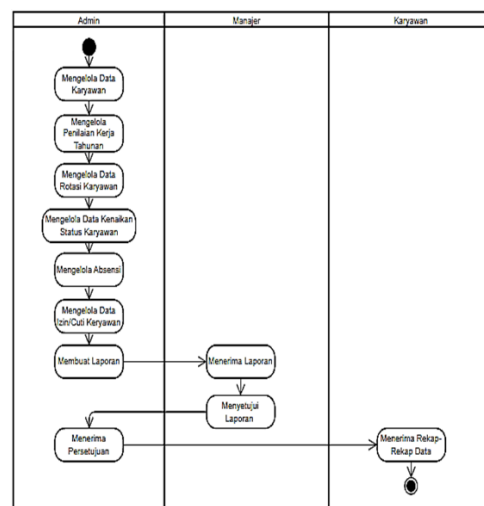 Admin
Manajer
Karyawan
Mengelola Data
Karyawan
Mengelola
Penilaian Kerja
Tahunan
Mengelola Data
Rotasi Karyawan
Mengelola Data Kenaikan
Status Karyawan
Mengelola Absensi
Mengelola Data
Izin/Cuti Keryawan
Membuat Laporan
Menerima Laporan
Menyetujui
Laporan
Menerima
Persetujuan
Menerima Rekap-
Rekap Data